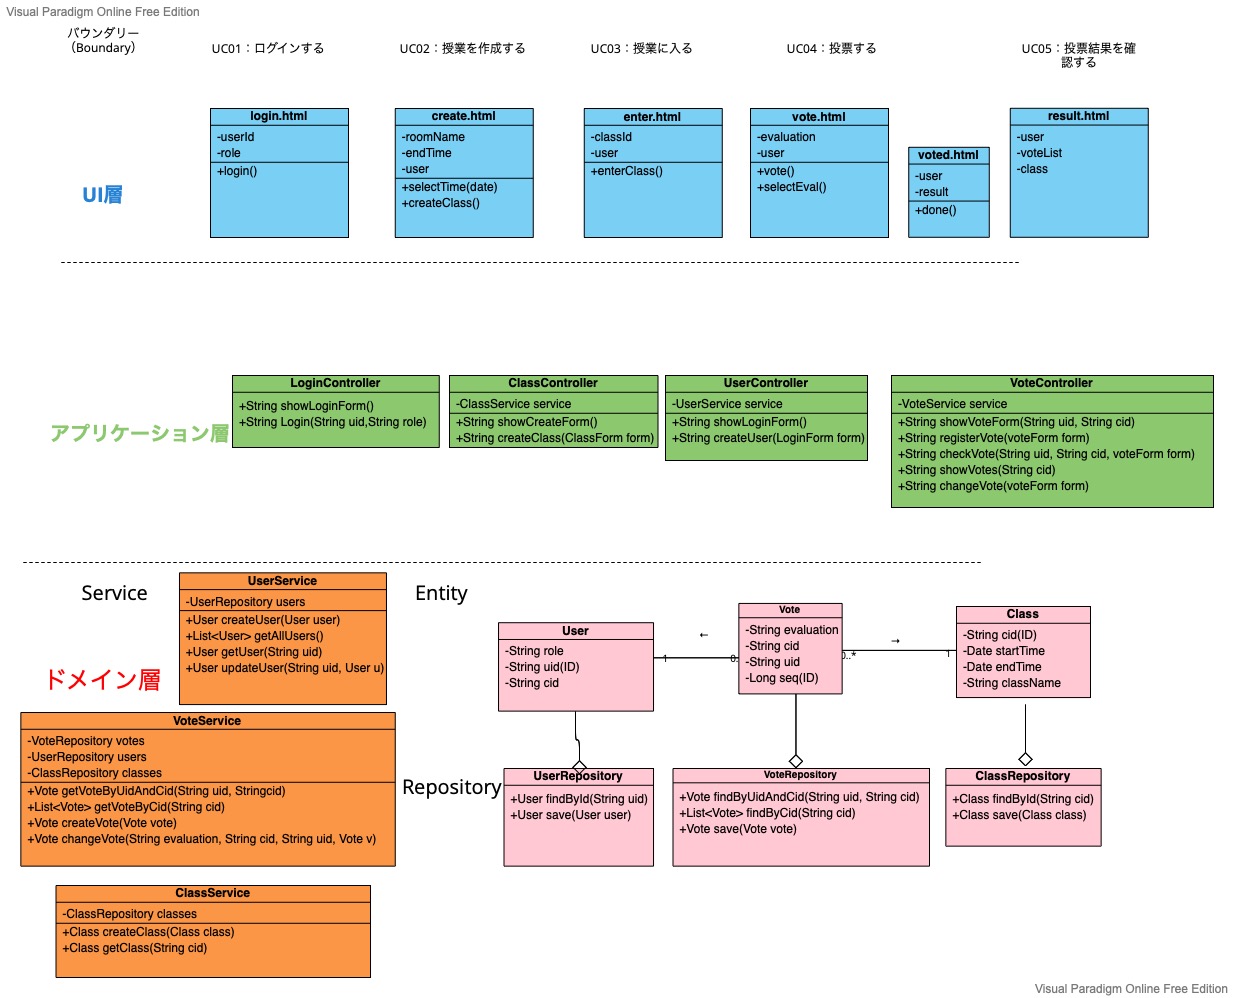 Visual Paradigm Online Free Edition
バウンダリー
（Boundary）
UC01：ログインする
UC02：授業を作成する
UC03：授業に入る
UC04：投票する
UC05：投票結果を確
認する
UI層
login.html
-userId
-role
+login()
create.html
-roomName
-endTime
-user
+selectTime(date)
+createClass()
enter.html
-classId
-user
+enterClass()
vote.html
-evaluation
-user
+vote()
+selectEval()
voted.html
-user
-result
+done()
result.html
-user
-voteList
-class
アプリケーション層
LoginController
+String showLoginForm()
+String Login(String uid,String role)
ClassController
-ClassService service
+String showCreateForm()
+String createClass(ClassForm form)
UserController
-UserService service
+String showLoginForm()
+String createUser(LoginForm form)
VoteController
-VoteService service
+String showVoteForm(String uid, String cid)
+String registerVote(voteForm form)
+String checkVote(String uid, String cid, voteForm form)
+String showVotes(String cid)
+String changeVote(voteForm form)
Service
ドメイン層
UserService
-UserRepository users
+User createUser(User user)
+List<User> getAllUsers()
+User getUser(String uid)
+User updateUser(String uid, User u)
VoteService
-VoteRepository votes
-UserRepository users
-ClassRepository classes
+Vote getVoteByUidAndCid(String uid, Stringcid)
+List<Vote> getVoteByCid(String cid)
+Vote createVote(Vote vote)
+Vote changeVote(String evaluation, String cid, String uid, Vote v)
ClassService
-ClassRepository classes
+Class createClass(Class class)
+Class getClass(String cid)
Entity
User
-String role
-String uid(ID)
-String cid
←
1
0..
Vote
-String evaluation
-String cid
-String uid
-Long seq(ID)
→
0..*
1
Class
-String cid(ID)
-Date startTime
-Date endTime
-String className
Repository
UserRepository
+User findById(String uid)
+User save(User user)
VoteRepository
+Vote findByUidAndCid(String uid, String cid)
+List<Vote> findByCid(String cid)
+Vote save(Vote vote)
ClassRepository
+Class findById(String cid)
+Class save(Class class)
Visual Paradigm Online Free Edition